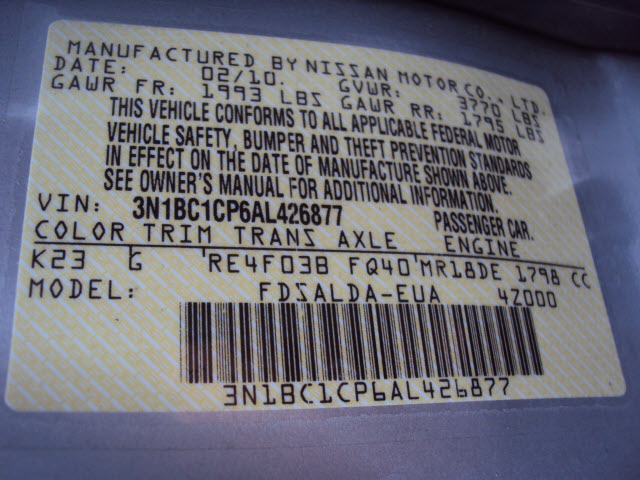 MANUFACTURED BY NISSAN MOTOR CO., LTD.
DATE: 02/10. GVWR: 3770 LBS
GAWR FR: 1993 LBS GAWR RR: 1795 LBS
THIS VEHICLE CONFORMS TO ALL APPLICABLE FEDERAL MOTOR
VEHICLE SAFETY, BUMPER AND THEFT PREVENTION STANDARDS
IN EFFECT ON THE DATE OF MANUFACTURE SHOWN ABOVE.
SEE OWNER'S MANUAL FOR ADDITIONAL INFORMATION.
VIN: 3N1BC1CP6AL426877 PASSENGER CAR.
COLOR TRIM TRANS AXLE ENGINE
K23 G RE4F03B FQ40 MR18DE 1798 CC
MODEL: FDSALDA-EUA 4Z000
3N1BC1CP6AL426877